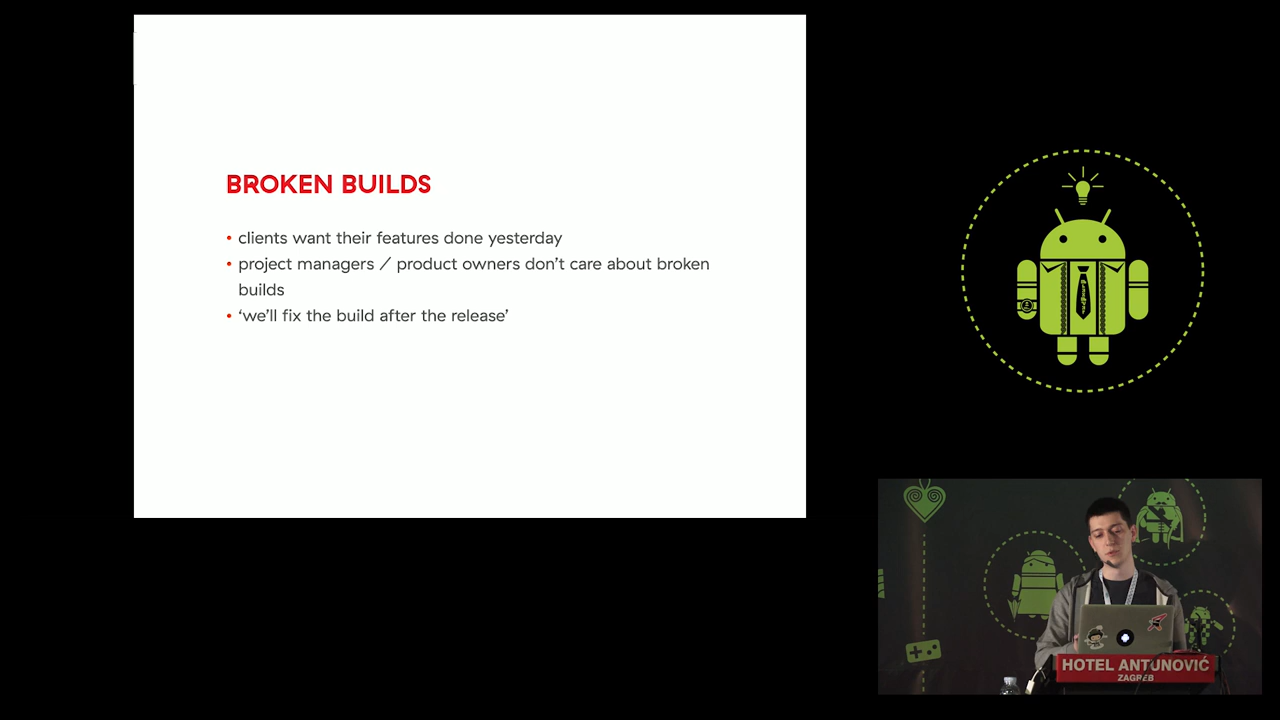 BROKEN BUILDS
• clients want their features done yesterday
• project managers / product owners don't care about broken
builds
• 'we'll fix the build after the release'
HOTEL ANTUNOVIĆ
ZAGREB